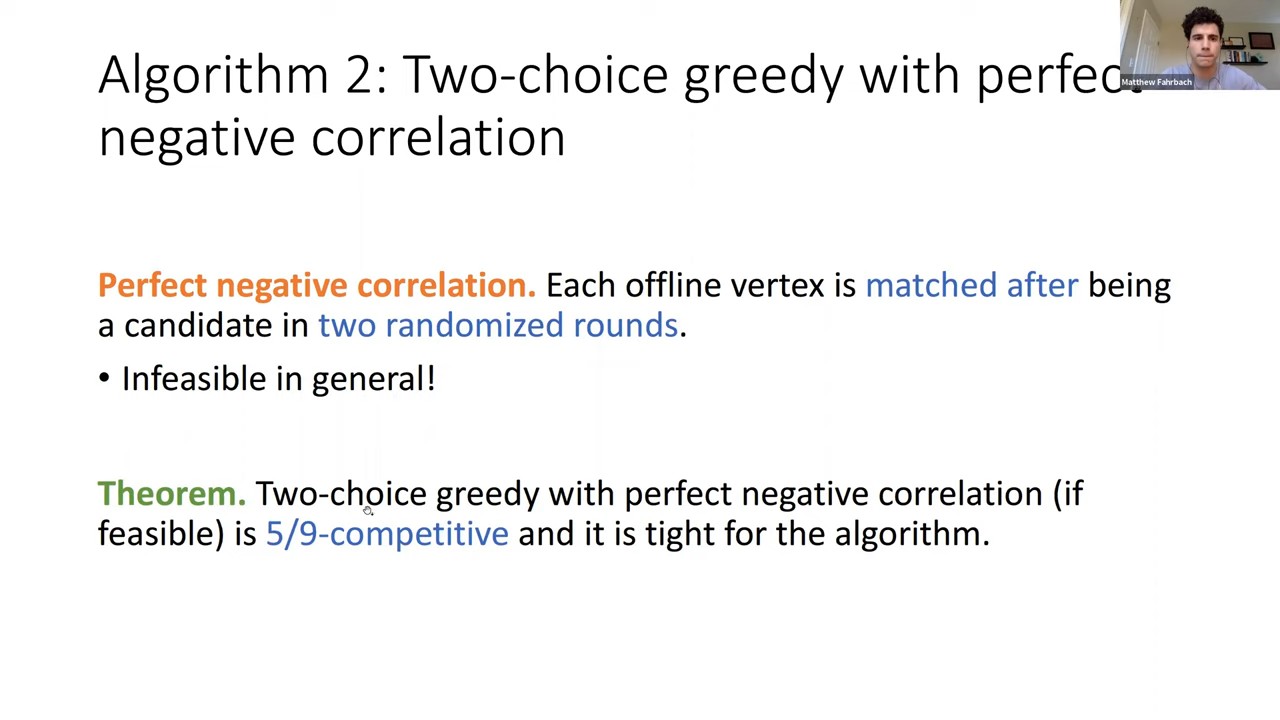 Algorithm 2: Two-choice greedy with perfect
negative correlation
Matthew Fahrbach
Perfect negative correlation. Each offline vertex is matched after being
a candidate in two randomized rounds.
• Infeasible in general!
Theorem. Two-choice greedy with perfect negative correlation (if
feasible) is 5/9-competitive and it is tight for the algorithm.